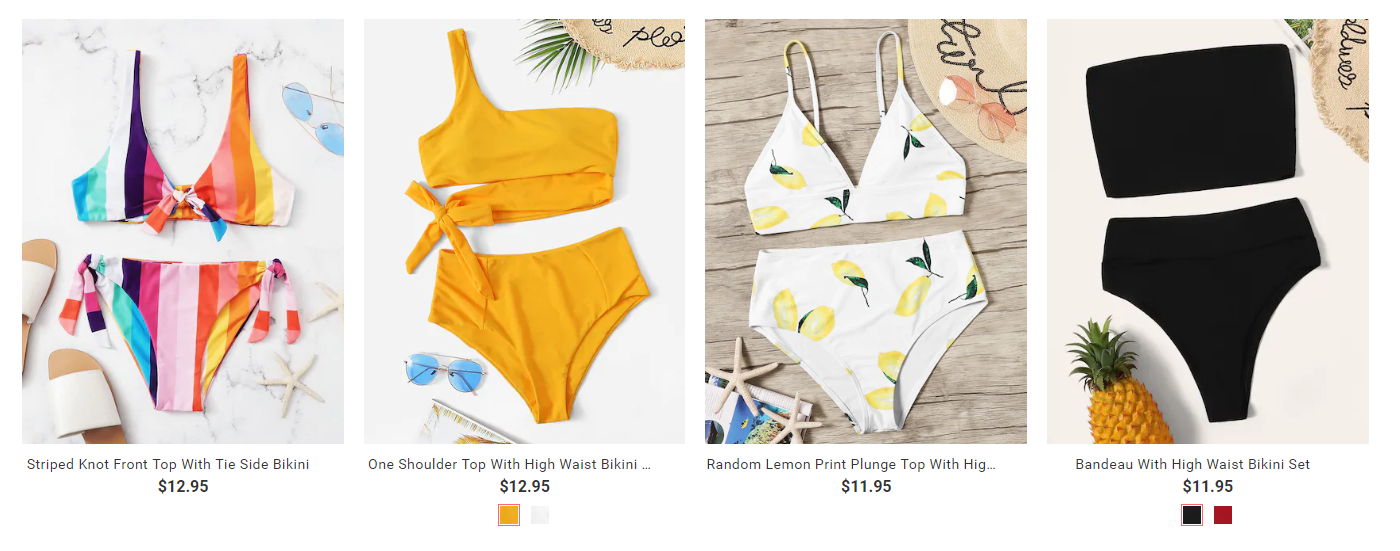 Striped Knot Front Top With Tie Side Bikini
$12.95
One Shoulder Top With High Waist Bikini ...
$12.95
Random Lemon Print Plunge Top With Hig...
$11.95
Bandeau With High Waist Bikini Set
$11.95